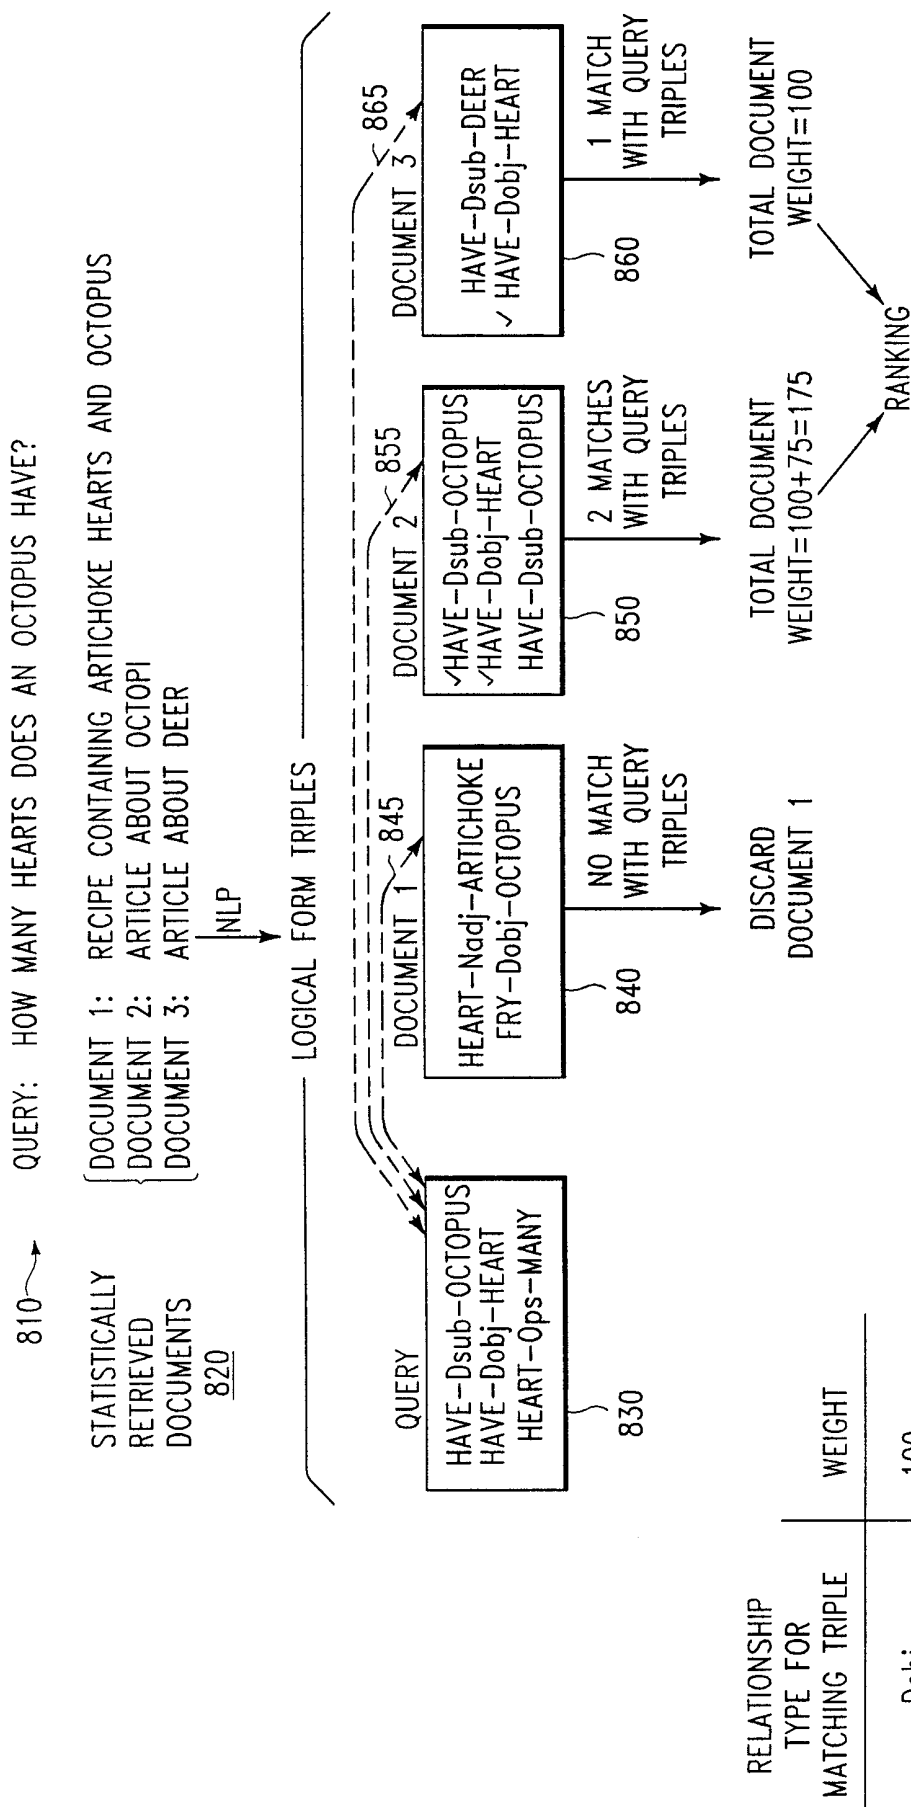 810
QUERY: HOW MANY HEARTS DOES AN OCTOPUS HAVE?
STATISTICALLY
RETRIEVED
DOCUMENTS
820
DOCUMENT 1: RECIPE CONTAINING ARTICHOKE HEARTS AND OCTOPUS
DOCUMENT 2: ARTICLE ABOUT OCTOPI
DOCUMENT 3: ARTICLE ABOUT DEER
NLP
LOGICAL FORM TRIPLES
QUERY
HAVE-Dsub-OCTOPUS
HAVE-Dobj-HEART
HEART-Ops-MANY
830
DOCUMENT 1
845
HEART-Nadj-ARTICHOKE
FRY-Dobj-OCTOPUS
840
NO MATCH
WITH QUERY
TRIPLES
DISCARD
DOCUMENT 1
DOCUMENT 2
855
✓HAVE-Dsub-OCTOPUS
✓HAVE-Dobj-HEART
HAVE-Dsub-OCTOPUS
850
2 MATCHES
WITH QUERY
TRIPLES
TOTAL DOCUMENT
WEIGHT=100+75=175
DOCUMENT 3
865
HAVE-Dsub-DEER
✓ HAVE-Dobj-HEART
860
1 MATCH
WITH QUERY
TRIPLES
TOTAL DOCUMENT
WEIGHT=100
RANKING
RELATIONSHIP
TYPE FOR
MATCHING TRIPLE
WEIGHT
Dobj
100